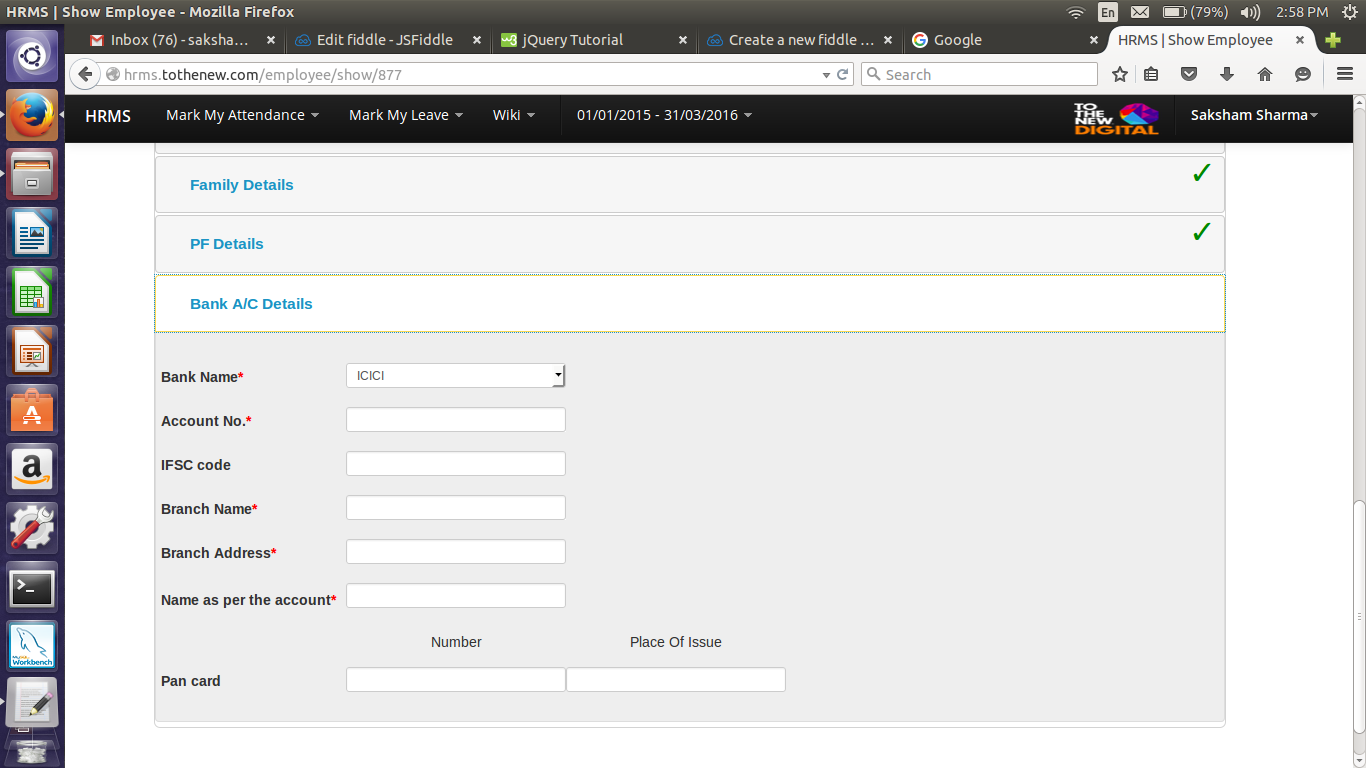 HRMS | Show Employee - Mozilla Firefox
En
(79%)
2:58 PM
Inbox (76) - saksha...
Edit fiddle - JSFiddle
jQuery Tutorial
Create a new fiddle ...
Google
HRMS | Show Employee
hrms.tothenew.com/employee/show/877
Search
HRMS
Mark My Attendance
Mark My Leave
Wiki
01/01/2015 - 31/03/2016
TO
THE
NEW
DIGITAL
Saksham Sharma
Family Details
PF Details
Bank A/C Details
Bank Name*
ICICI
Account No.*
IFSC code
Branch Name*
Branch Address*
Name as per the account*
Number
Place Of Issue
Pan card
Workbench